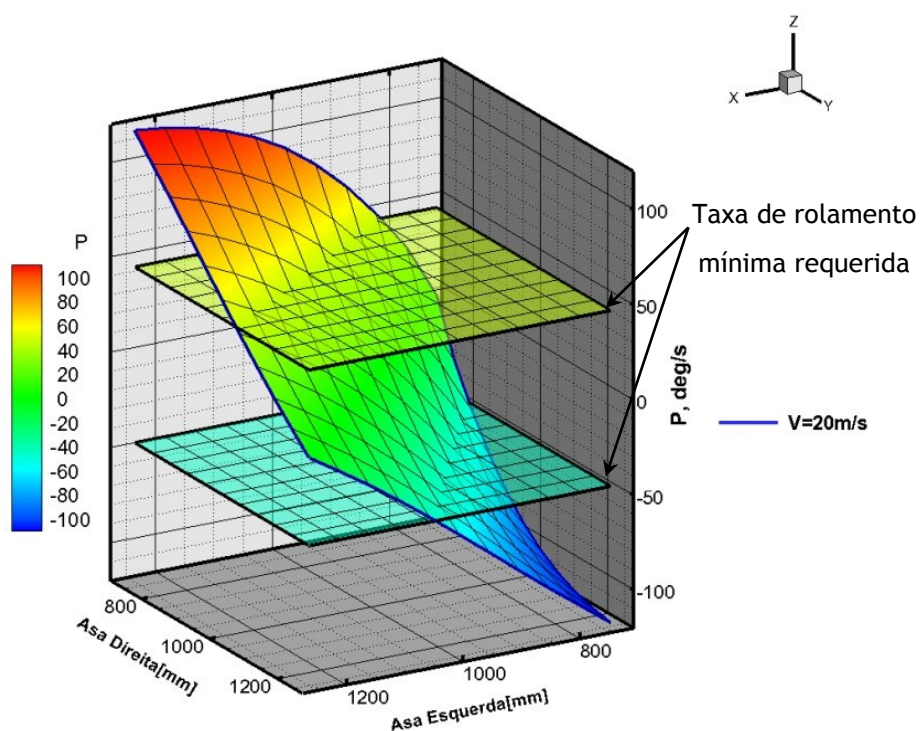 Z
X
Y
P
100
80
60
40
20
0
-20
-40
-60
-80
-100
100
50
0
-50
-100
P, deg/s
Taxa de rolamento
mínima requerida
V=20m/s
800
1000
1200
Asa Direita[mm]
1200
1000
800
Asa Esquerda[mm]